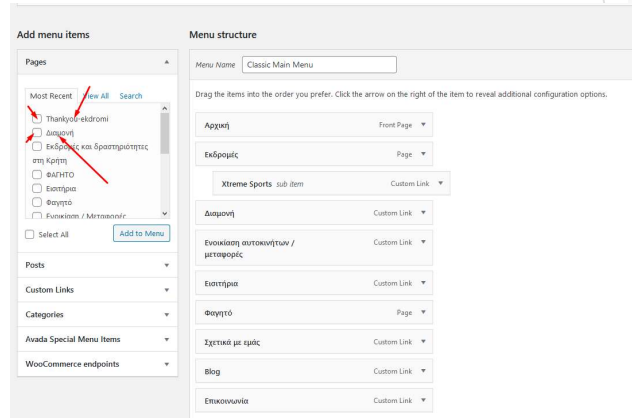 Add menu items
Menu structure
Pages
Menu Name Classic Main Menu
Most Recent View All Search
Drag the items into the order you prefer. Click the arrow on the right of the item to reveal additional configuration options.
Thankyou-ekdromi
Διαμονή
Εκδρομές και δραστηριότητες
στη Κρήτη
ΦΑΓΗΤΟ
Εισιτήρια
Φαγητό
Ενοικίαση / Μεταφορές
Select All Add to Menu
Posts
Custom Links
Categories
Avada Special Menu Items
WooCommerce endpoints
Αρχική Front Page
Εκδρομές Page
Xtreme Sports sub item Custom Link
Διαμονή Custom Link
Ενοικίαση αυτοκινήτων / Custom Link
μεταφορές
Εισιτήρια Custom Link
Φαγητό Page
Σχετικά με εμάς Custom Link
Blog Custom Link
Επικοινωνία Custom Link